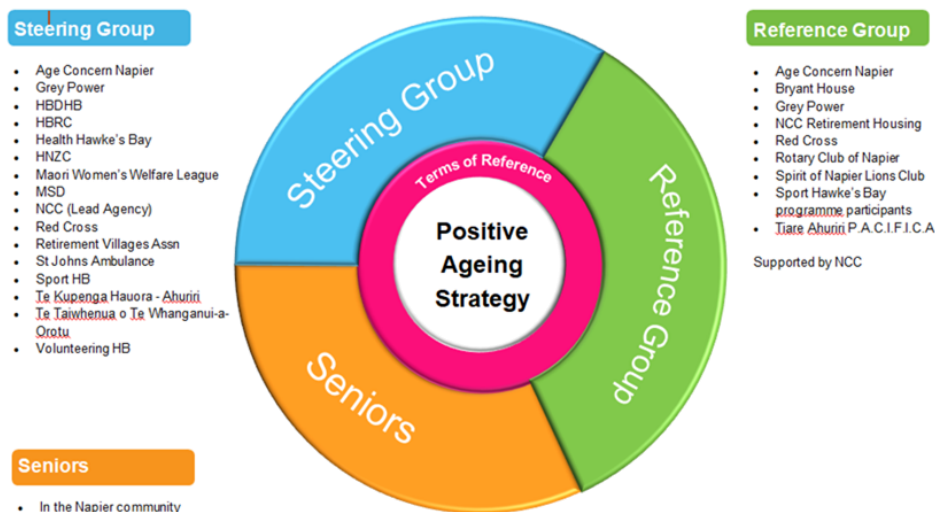 Steering Group
• Age Concern Napier
• Grey Power
• HBDHB
• HBRC
• Health Hawke's Bay
• HNZC
• Maori Women's Welfare League
• MSD
• NCC (Lead Agency)
• Red Cross
• Retirement Villages Assn
• St Johns Ambulance
• Sport HB
• Te Kupenga Hauora - Ahuriri
• Te Taiwhenua o Te Whanganui-a-
Orotu
• Volunteering HB
Seniors
• In the Napier community
Steering Group
Reference Group
Seniors
Terms of Reference
Positive
Ageing
Strategy
Reference Group
• Age Concern Napier
• Bryant House
• Grey Power
• NCC Retirement Housing
• Red Cross
• Rotary Club of Napier
• Spirit of Napier Lions Club
• Sport Hawke's Bay
programme participants
• Tiare Ahuriri P.A.C.I.F.I.C.A
Supported by NCC